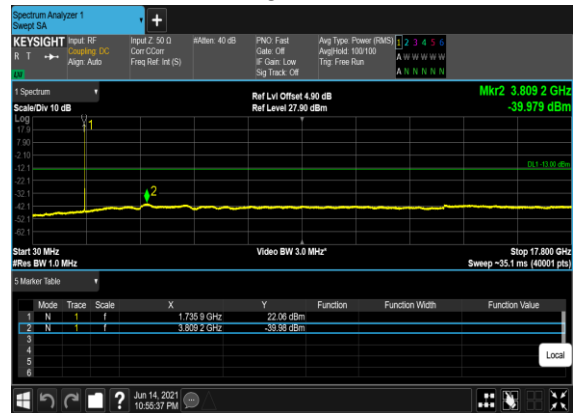 Spectrum Analyzer 1
Swept SA
+
KEYSIGHT Input: RF Input Z: 50 Ω #Atten: 40 dB PNO: Fast Avg Type: Power (RMS) 1 2 3 4 5 6
R T Coupling: DC Corr CCorr Gate: Off Avg|Hold: 100/100 A W W W W W
Align: Auto Freq Ref: Int (S) IF Gain: Low Trig: Free Run
LW Sig Track: Off A N N N N N
1 Spectrum Ref Lvl Offset 4.90 dB Mkr2 3.809 2 GHz
Scale/Div 10 dB Ref Level 27.90 dBm -39.979 dBm
Log
17.9 1
7.90
-2.10
-12.1 DL1 -13.00 dBm
-22.1
-32.1 2
-42.1
-52.1
-62.1
Start 30 MHz Video BW 3.0 MHz* Stop 17.800 GHz
#Res BW 1.0 MHz Sweep ~35.1 ms (40001 pts)
5 Marker Table
Mode Trace Scale X Y Function Function Width Function Value
1 N 1 f 1.735 9 GHz 22.06 dBm
2 N 1 f 3.809 2 GHz -39.98 dBm
3
4
5
6
Local
? Jun 14, 2021
10:55:37 PM